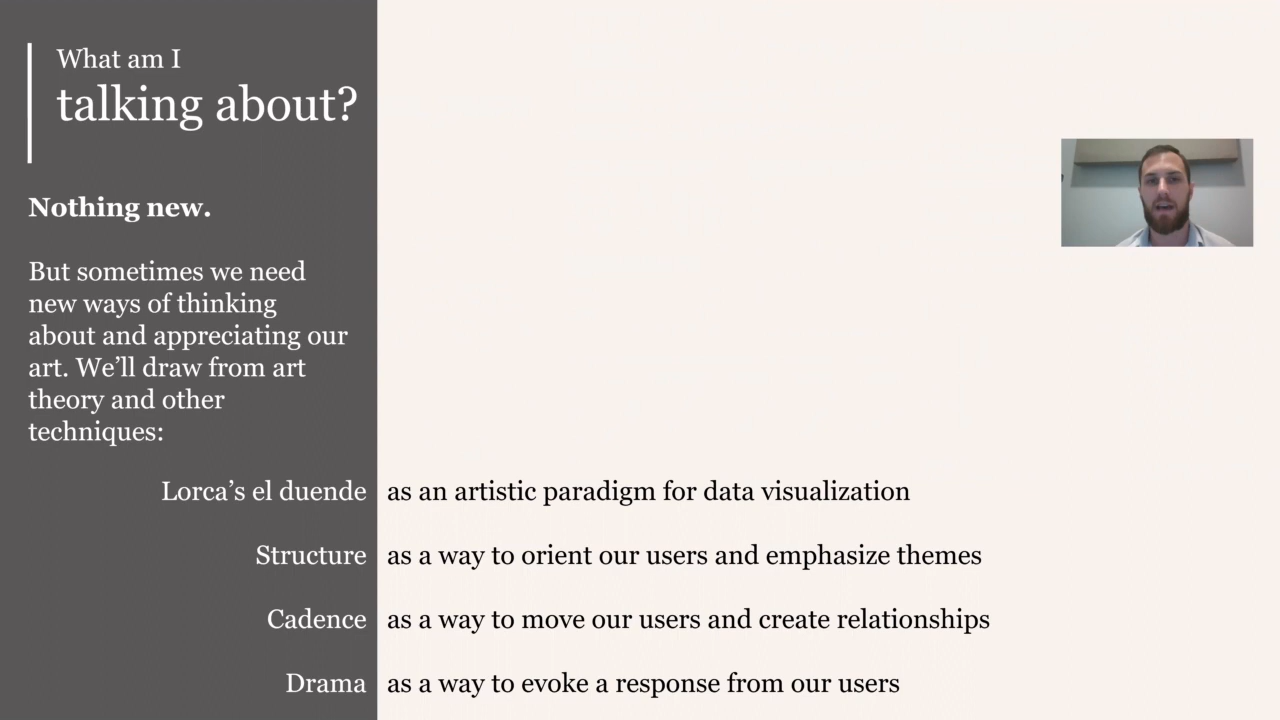 What am I
talking about?
Nothing new.
But sometimes we need
new ways of thinking
about and appreciating our
art. We’ll draw from art
theory and other
techniques:
Lorca’s el duende as an artistic paradigm for data visualization
Structure as a way to orient our users and emphasize themes
Cadence as a way to move our users and create relationships
Drama as a way to evoke a response from our users